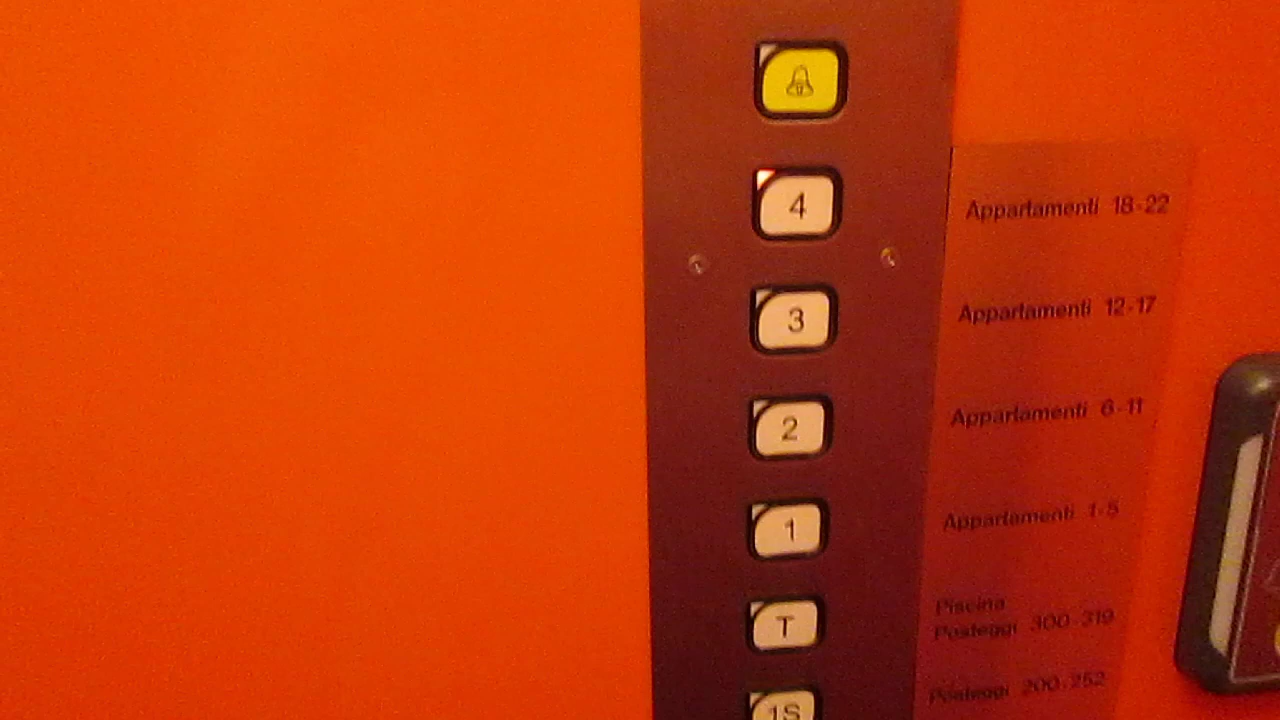 4 Appartamenti 18-22
3 Appartamenti 12-17
2 Appartamenti 6-11
1 Appartamenti 1-5
T Piscina
Posteggi 300-319
1S Posteggi 200-252